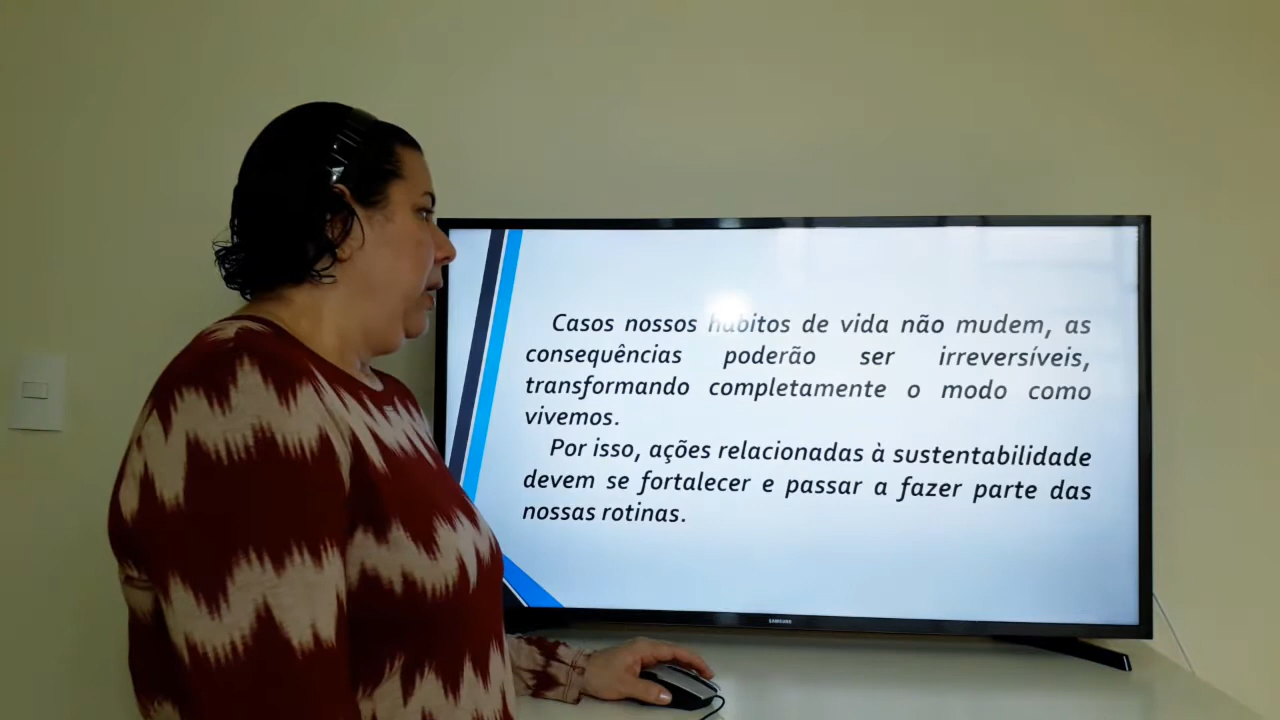 Casos nossos hábitos de vida não mudem, as
consequências poderão ser irreversíveis,
transformando completamente o modo como
vivemos.
Por isso, ações relacionadas à sustentabilidade
devem se fortalecer e passar a fazer parte das
nossas rotinas.
SAMSUNG